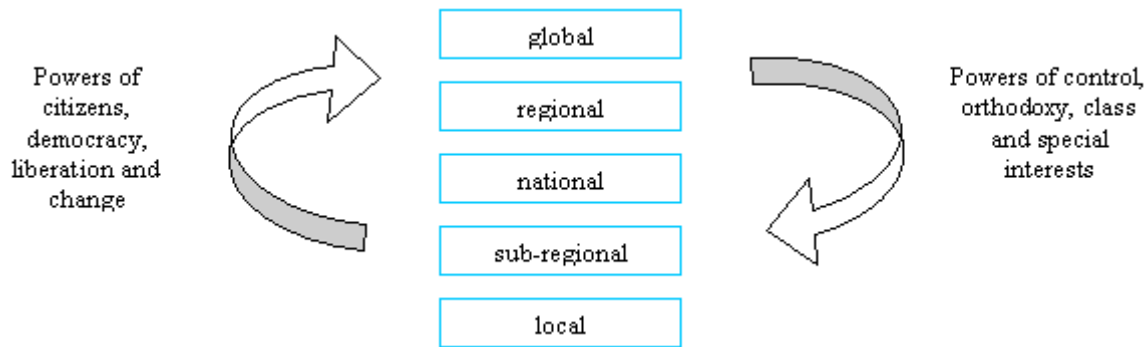 Powers of
citizens,
democracy,
liberation and
change
global
regional
national
sub-regional
local
Powers of control,
orthodoxy, class
and special
interests